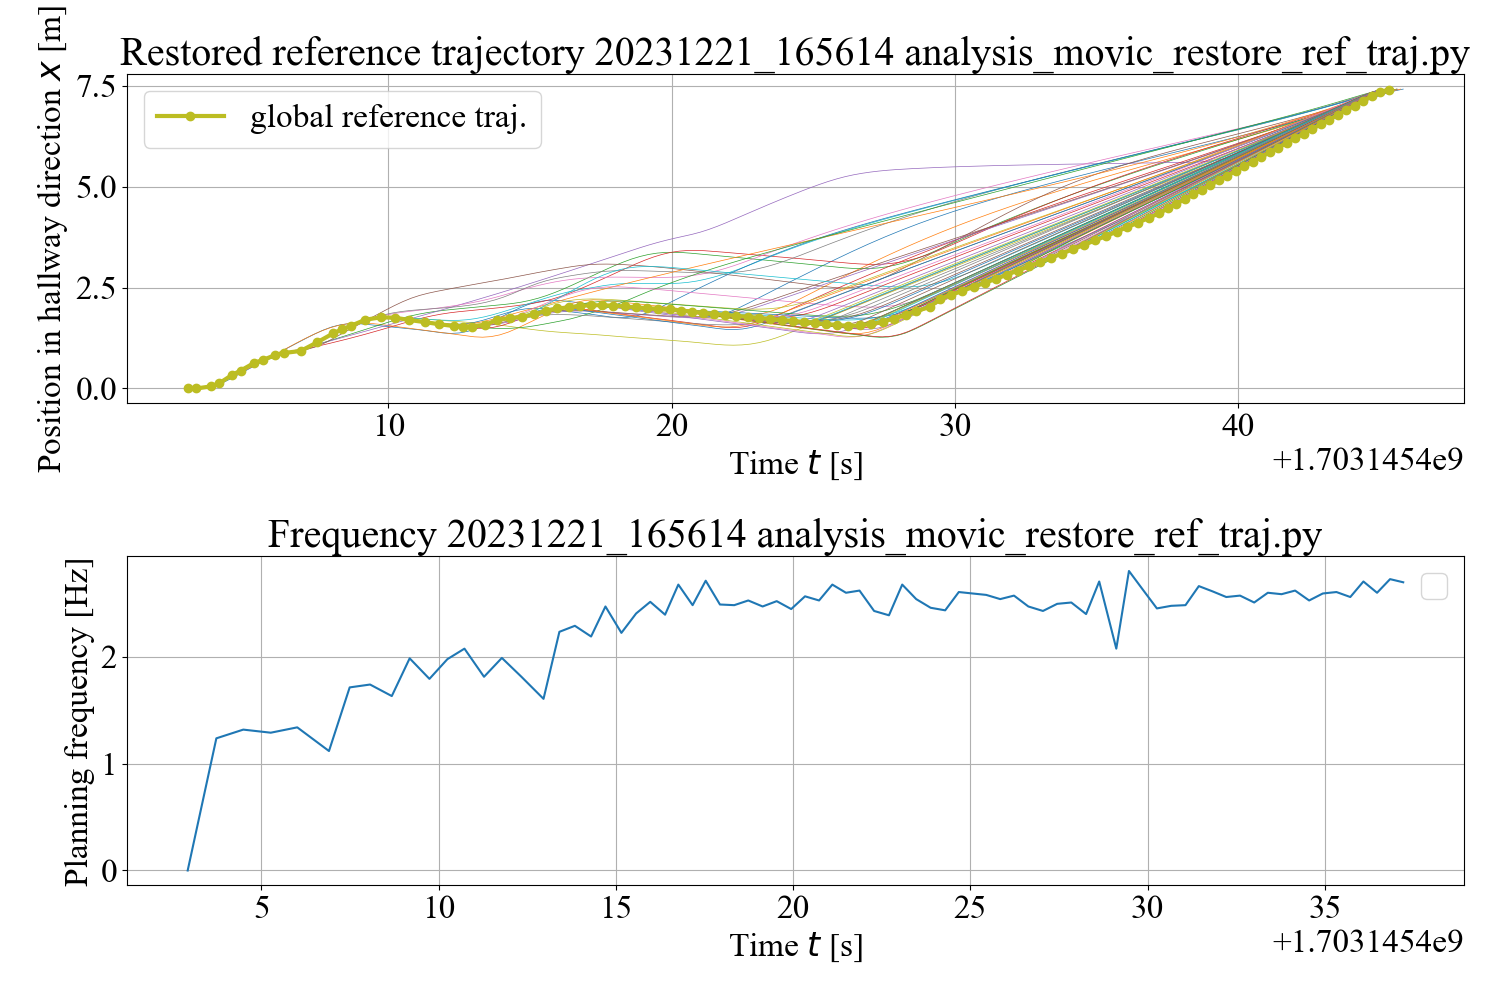 Restored reference trajectory 20231221_165614 analysis_movic_restore_ref_traj.py
Position in hallway direction x [m]
7.5
5.0
2.5
0.0
global reference traj.
10 20 30 40
Time t [s]
+1.7031454e9
Frequency 20231221_165614 analysis_movic_restore_ref_traj.py
Planning frequency [Hz]
2
1
0
5 10 15 20 25 30 35
Time t [s]
+1.7031454e9